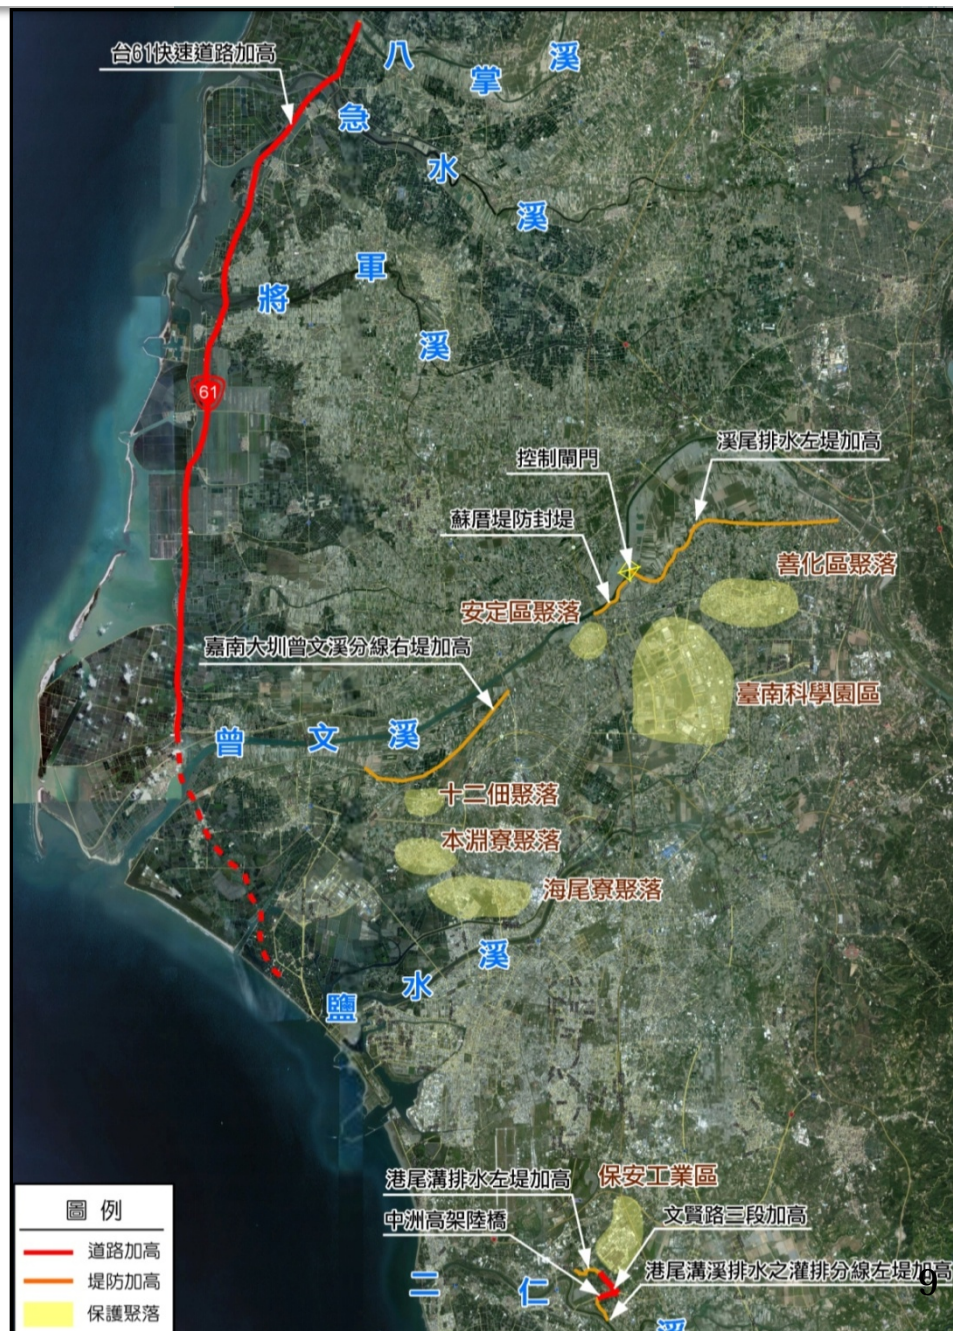 台61快速道路加高
八掌溪
急水溪
將軍溪
61
溪尾排水左堤加高
控制閘門
蘇厝堤防封堤
善化區聚落
安定區聚落
嘉南大圳曾文溪分線右堤加高
臺南科學園區
曾文溪
十二佃聚落
本淵寮聚落
海尾寮聚落
鹽水溪
港尾溝排水左堤加高
保安工業區
中洲高架陸橋
文賢路三段加高
港尾溝溪排水之灌排分線左堤加高
9
二仁溪
圖例
道路加高
堤防加高
保護聚落